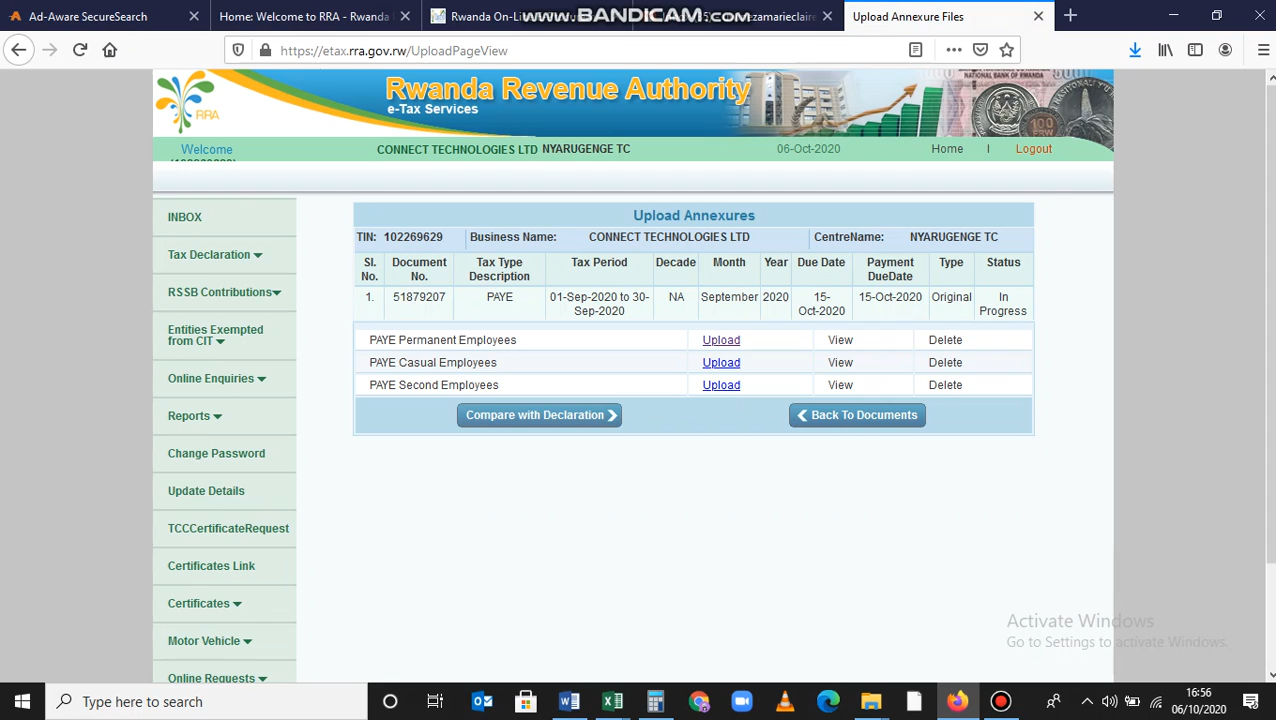 Ad-Aware SecureSearch
Home: Welcome to RRA - Rwanda
Rwanda On-Li
www.BANDICAM.com
ezamarieclaire
Upload Annexure Files
https://etax.rra.gov.rw/UploadPageView
RRA
Rwanda Revenue Authority
e-Tax Services
NATIONAL BANK OF RWANDA
100
FRW
Welcome
CONNECT TECHNOLOGIES LTD NYARUGENGE TC
06-Oct-2020
Home I Logout
INBOX
Tax Declaration
RSSB Contributions
Entities Exempted
from CIT
Online Enquiries
Reports
Change Password
Update Details
TCCCertificateRequest
Certificates Link
Certificates
Motor Vehicle
Online Requests
Upload Annexures
TIN: 102269629 Business Name: CONNECT TECHNOLOGIES LTD CentreName: NYARUGENGE TC
Sl. No. Document No. Tax Type Description Tax Period Decade Month Year Due Date Payment DueDate Type Status
1. 51879207 PAYE 01-Sep-2020 to 30-Sep-2020 NA September 2020 15-Oct-2020 15-Oct-2020 Original In Progress
PAYE Permanent Employees Upload View Delete
PAYE Casual Employees Upload View Delete
PAYE Second Employees Upload View Delete
Compare with Declaration Back To Documents
Activate Windows
Go to Settings to activate Windows.
Type here to search
16:56
06/10/2020